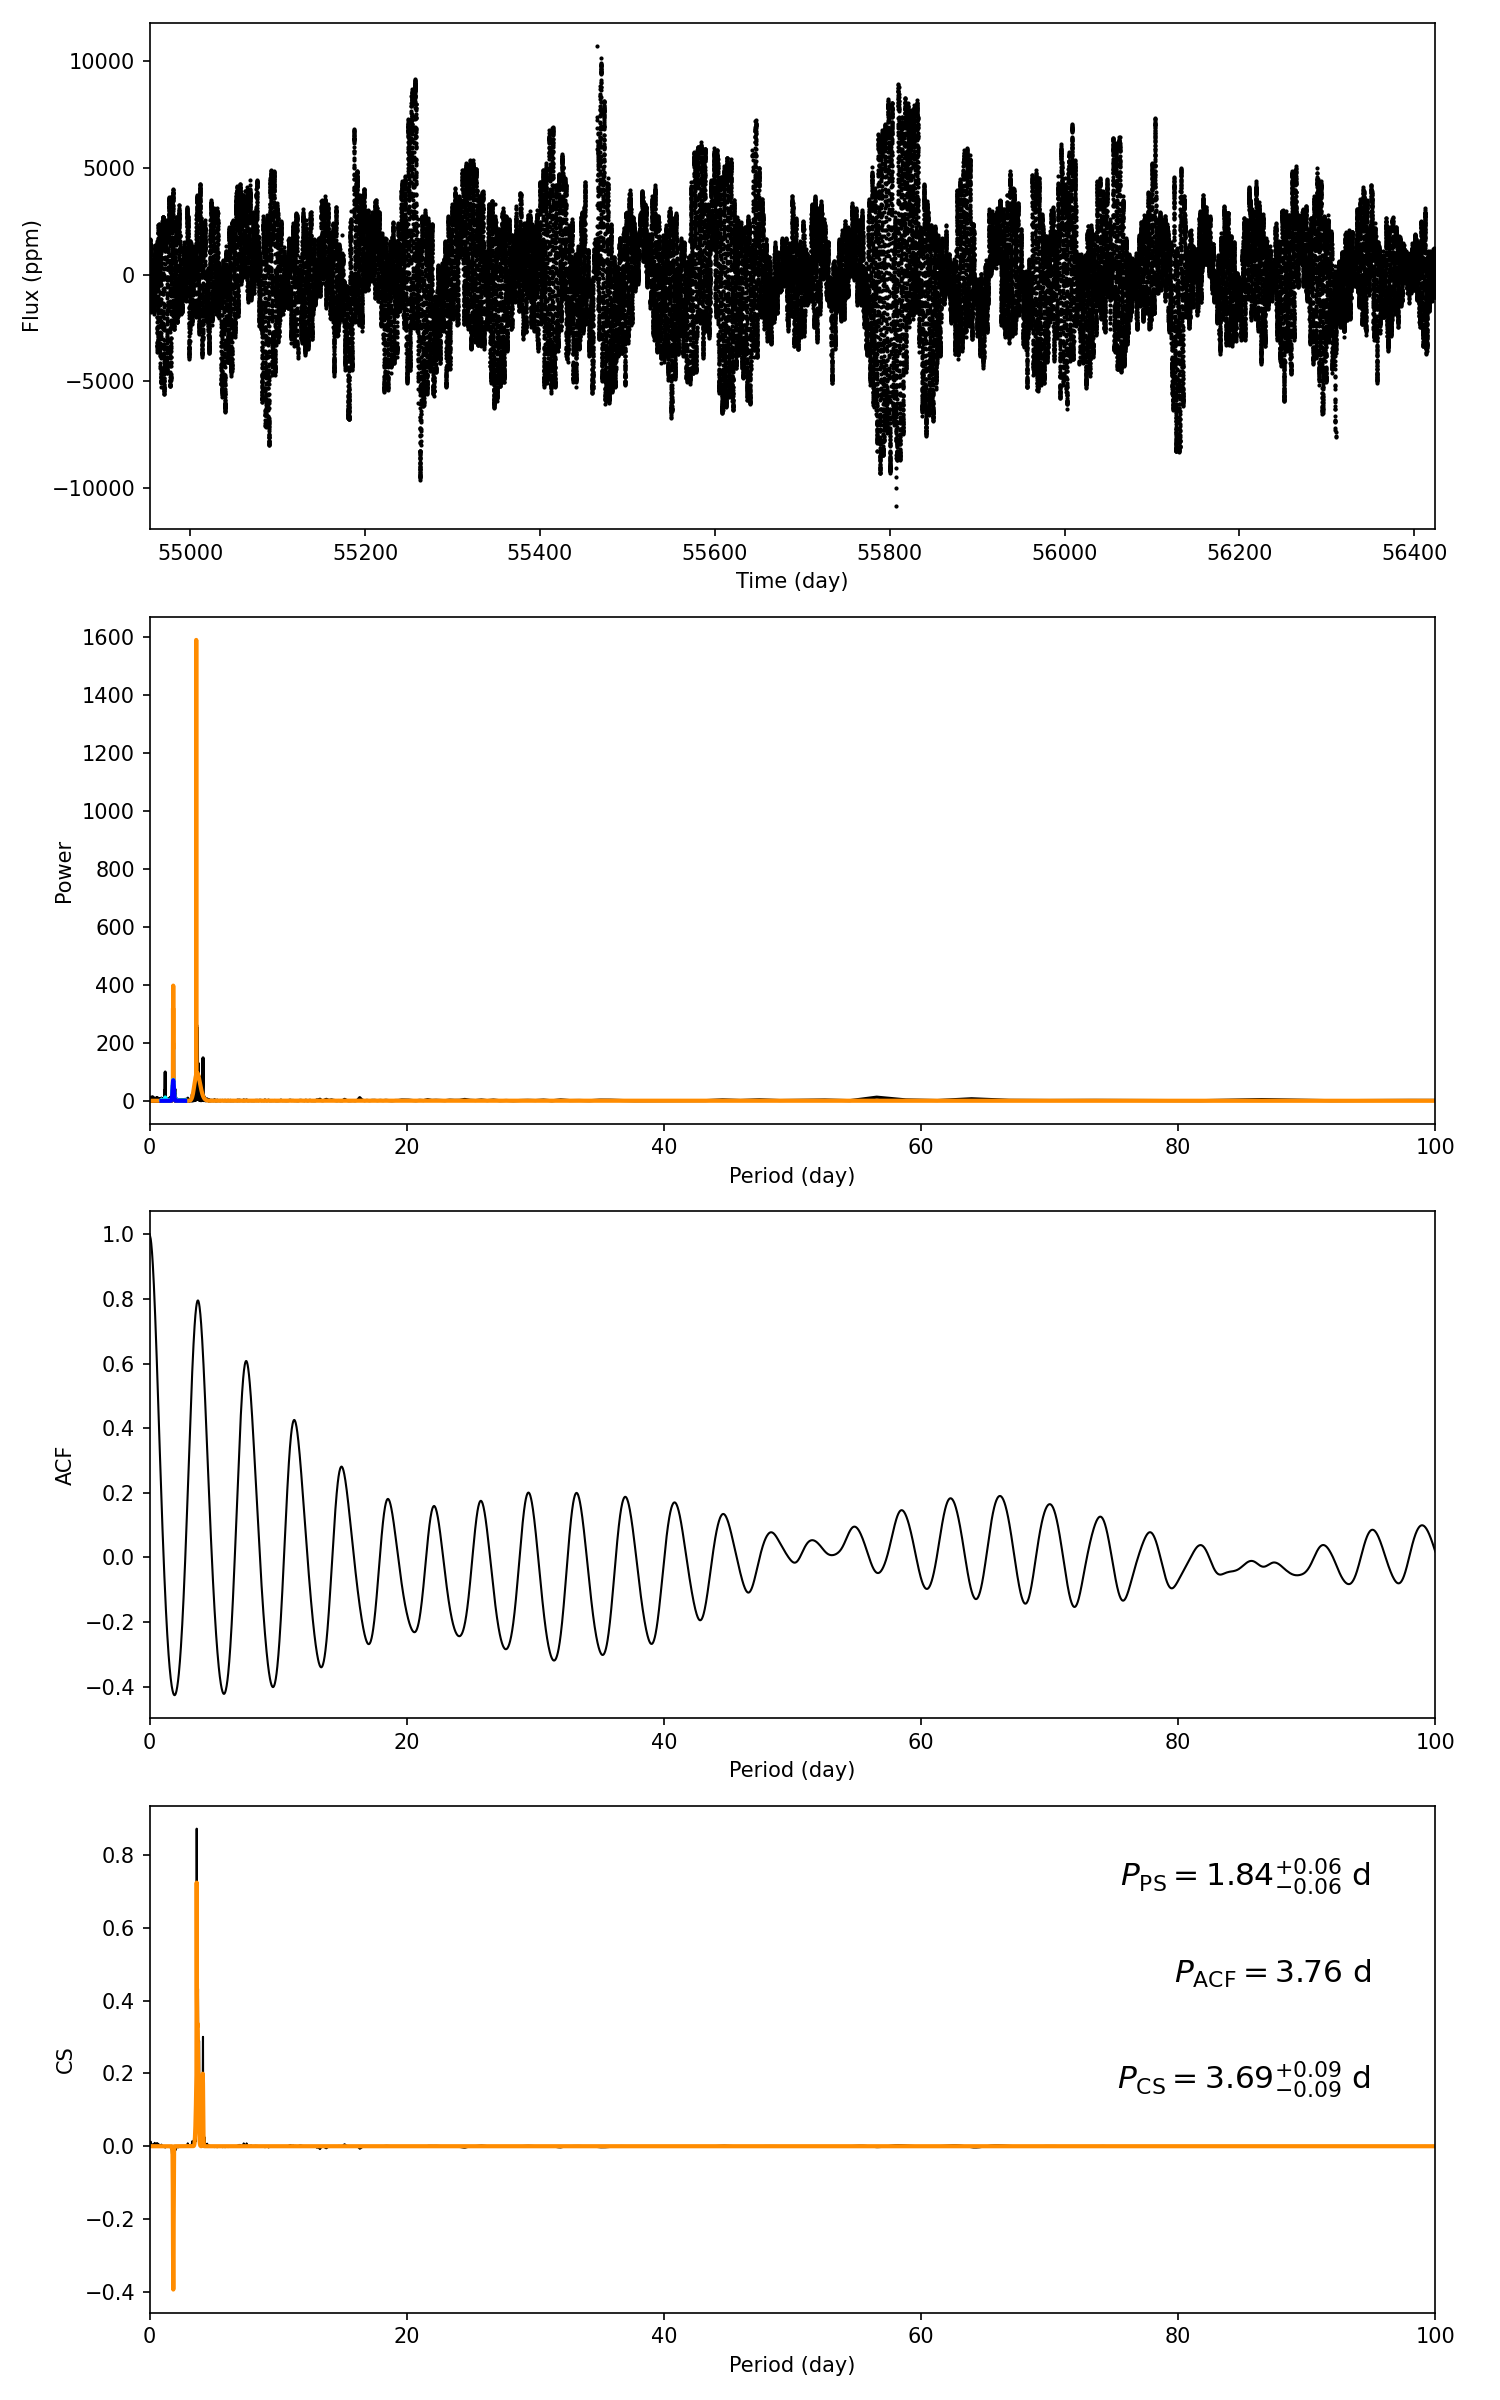 10000
5000
0
−5000
−10000
Flux (ppm)
55000 55200 55400 55600 55800 56000 56200 56400
Time (day)
1600
1400
1200
1000
800
600
400
200
0
Power
0 20 40 60 80 100
Period (day)
1.0
0.8
0.6
0.4
0.2
0.0
−0.2
−0.4
ACF
0 20 40 60 80 100
Period (day)
0.8
0.6
0.4
0.2
0.0
−0.2
−0.4
CS
P_PS = 1.84^{+0.06}_{−0.06} d
P_ACF = 3.76 d
P_CS = 3.69^{+0.09}_{−0.09} d
0 20 40 60 80 100
Period (day)